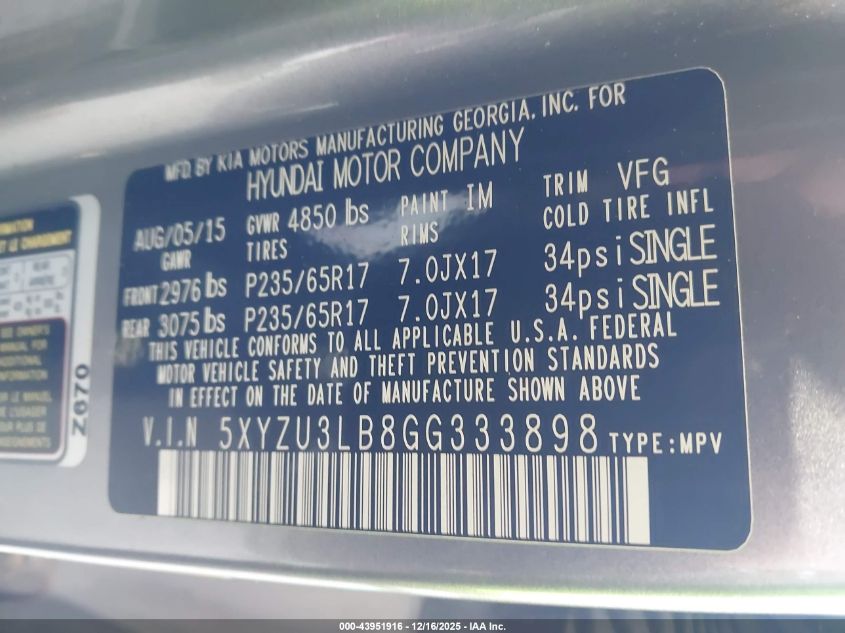 MFD. BY KIA MOTORS MANUFACTURING GEORGIA. INC. FOR
HYUNDAI MOTOR COMPANY
AUG/05/15 GVWR 4850 lbs PAINT IM TRIM VFG
GAWR TIRES RIMS COLD TIRE INFL
FRONT 2976 lbs P235/65R17 7.0JX17 34psi SINGLE
REAR 3075 lbs P235/65R17 7.0JX17 34psi SINGLE
THIS VEHICLE CONFORMS TO ALL APPLICABLE U.S.A. FEDERAL
MOTOR VEHICLE SAFETY AND THEFT PREVENTION STANDARDS
IN EFFECT ON THE DATE OF MANUFACTURE SHOWN ABOVE
V.I.N 5XYZU3LB8GG333898 TYPE:MPV
Z070
000-43951916 - 12/16/2025 - IAA Inc.